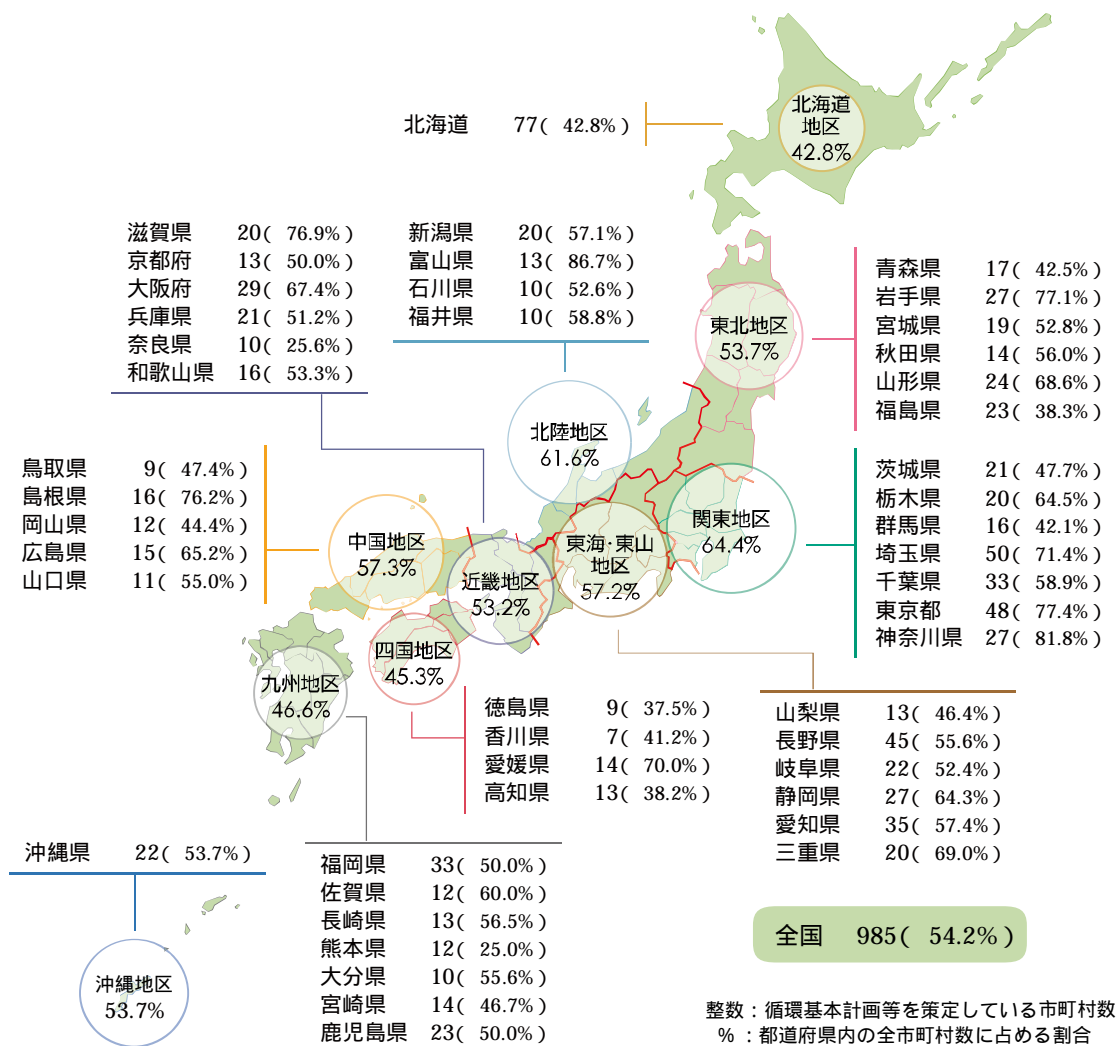 北海道 77( 42.8%)
北海道
地区
42.8%
滋賀県 20( 76.9%)
京都府 13( 50.0%)
大阪府 29( 67.4%)
兵庫県 21( 51.2%)
奈良県 10( 25.6%)
和歌山県 16( 53.3%)
新潟県 20( 57.1%)
富山県 13( 86.7%)
石川県 10( 52.6%)
福井県 10( 58.8%)
東北地区
53.7%
青森県 17( 42.5%)
岩手県 27( 77.1%)
宮城県 19( 52.8%)
秋田県 14( 56.0%)
山形県 24( 68.6%)
福島県 23( 38.3%)
北陸地区
61.6%
鳥取県 9( 47.4%)
島根県 16( 76.2%)
岡山県 12( 44.4%)
広島県 15( 65.2%)
山口県 11( 55.0%)
中国地区
57.3%
近畿地区
53.2%
東海・東山
地区
57.2%
関東地区
64.4%
茨城県 21( 47.7%)
栃木県 20( 64.5%)
群馬県 16( 42.1%)
埼玉県 50( 71.4%)
千葉県 33( 58.9%)
東京都 48( 77.4%)
神奈川県 27( 81.8%)
四国地区
45.3%
九州地区
46.6%
徳島県 9( 37.5%)
香川県 7( 41.2%)
愛媛県 14( 70.0%)
高知県 13( 38.2%)
山梨県 13( 46.4%)
長野県 45( 55.6%)
岐阜県 22( 52.4%)
静岡県 27( 64.3%)
愛知県 35( 57.4%)
三重県 20( 69.0%)
沖縄県 22( 53.7%)
福岡県 33( 50.0%)
佐賀県 12( 60.0%)
長崎県 13( 56.5%)
熊本県 12( 25.0%)
大分県 10( 55.6%)
宮崎県 14( 46.7%)
鹿児島県 23( 50.0%)
沖縄地区
53.7%
全国 985( 54.2%)
整数：循環基本計画等を策定している市町村数
%：都道府県内の全市町村数に占める割合